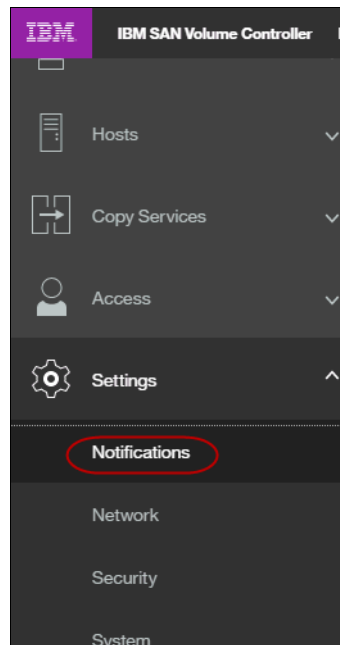 IBM IBM SAN Volume Controller
Hosts
Copy Services
Access
Settings
Notifications
Network
Security
System